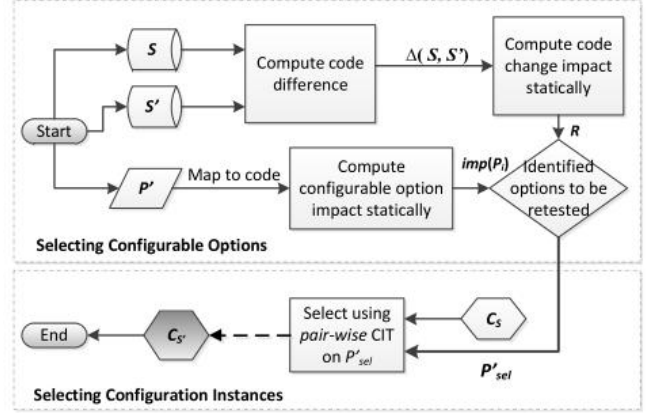 S
Compute code
difference
Δ( S, S’)
Compute code
change impact
statically
S’
Start
R
P’
Map to code
Compute
configurable option
impact statically
imp(Pi)
Identified
options to be
retested
Selecting Configurable Options
End
CS’
Select using
pair-wise CIT
on P’sel
CS
P’sel
Selecting Configuration Instances